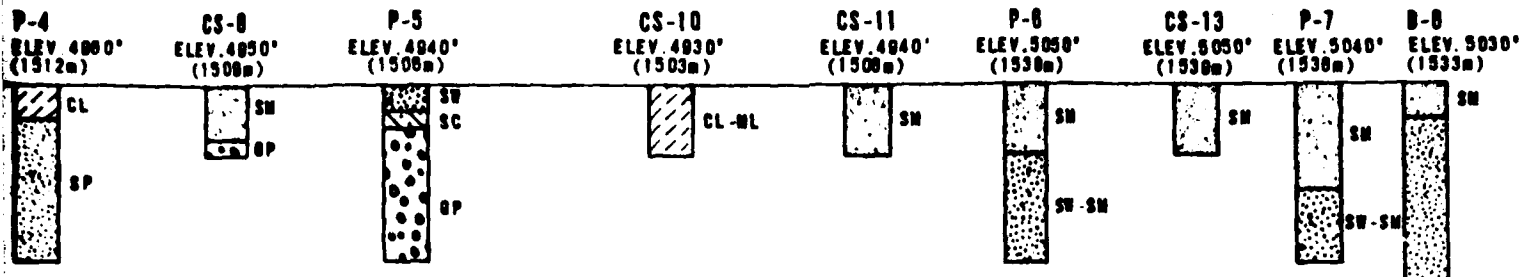 P-4
ELEV. 4960'
(1512m)
CL
SP
CS-9
ELEV. 4950'
(1509m)
SM
GP
P-5
ELEV. 4940'
(1506m)
SW
SC
GP
CS-10
ELEV. 4930'
(1503m)
CL-ML
CS-11
ELEV. 4940'
(1506m)
SM
P-6
ELEV. 5050'
(1539m)
SM
SW-SM
CS-13
ELEV. 5050'
(1539m)
SM
P-7
ELEV. 5040'
(1536m)
SM
SW-SM
B-6
ELEV. 5030'
(1533m)
SM